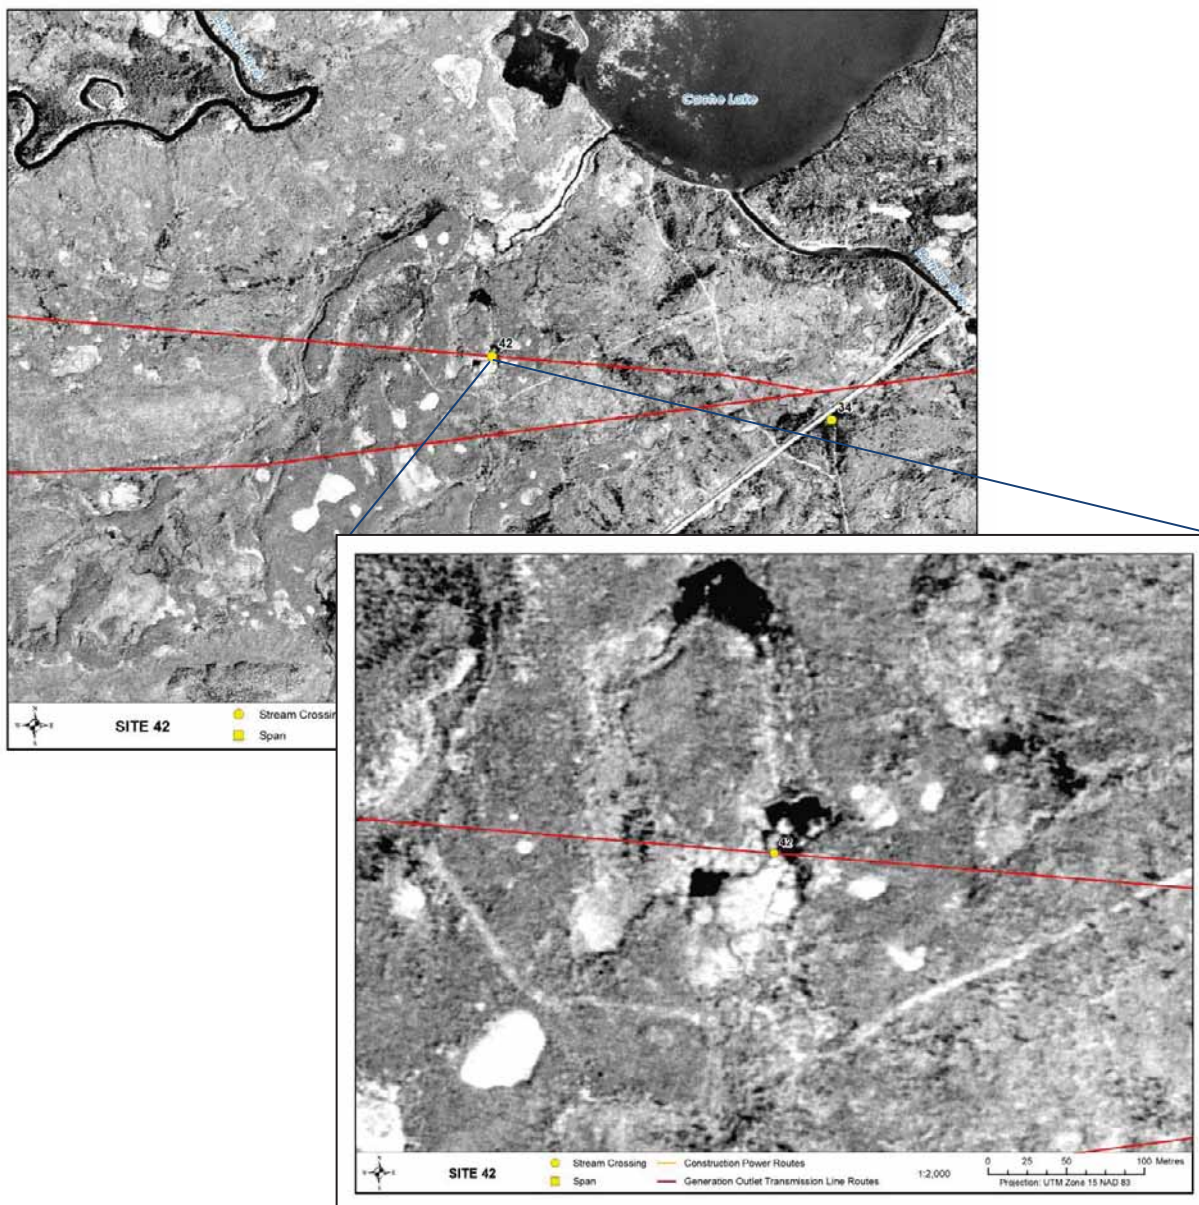 Cache Lake
42
34
N
W E
S
SITE 42
Stream Crossin
Span
42
N
W E
S
SITE 42
Stream Crossing
Span
Construction Power Routes
Generation Outlet Transmission Line Routes
1:2,000
0 25 50 100 Metres
Projection: UTM Zone 15 NAD 83